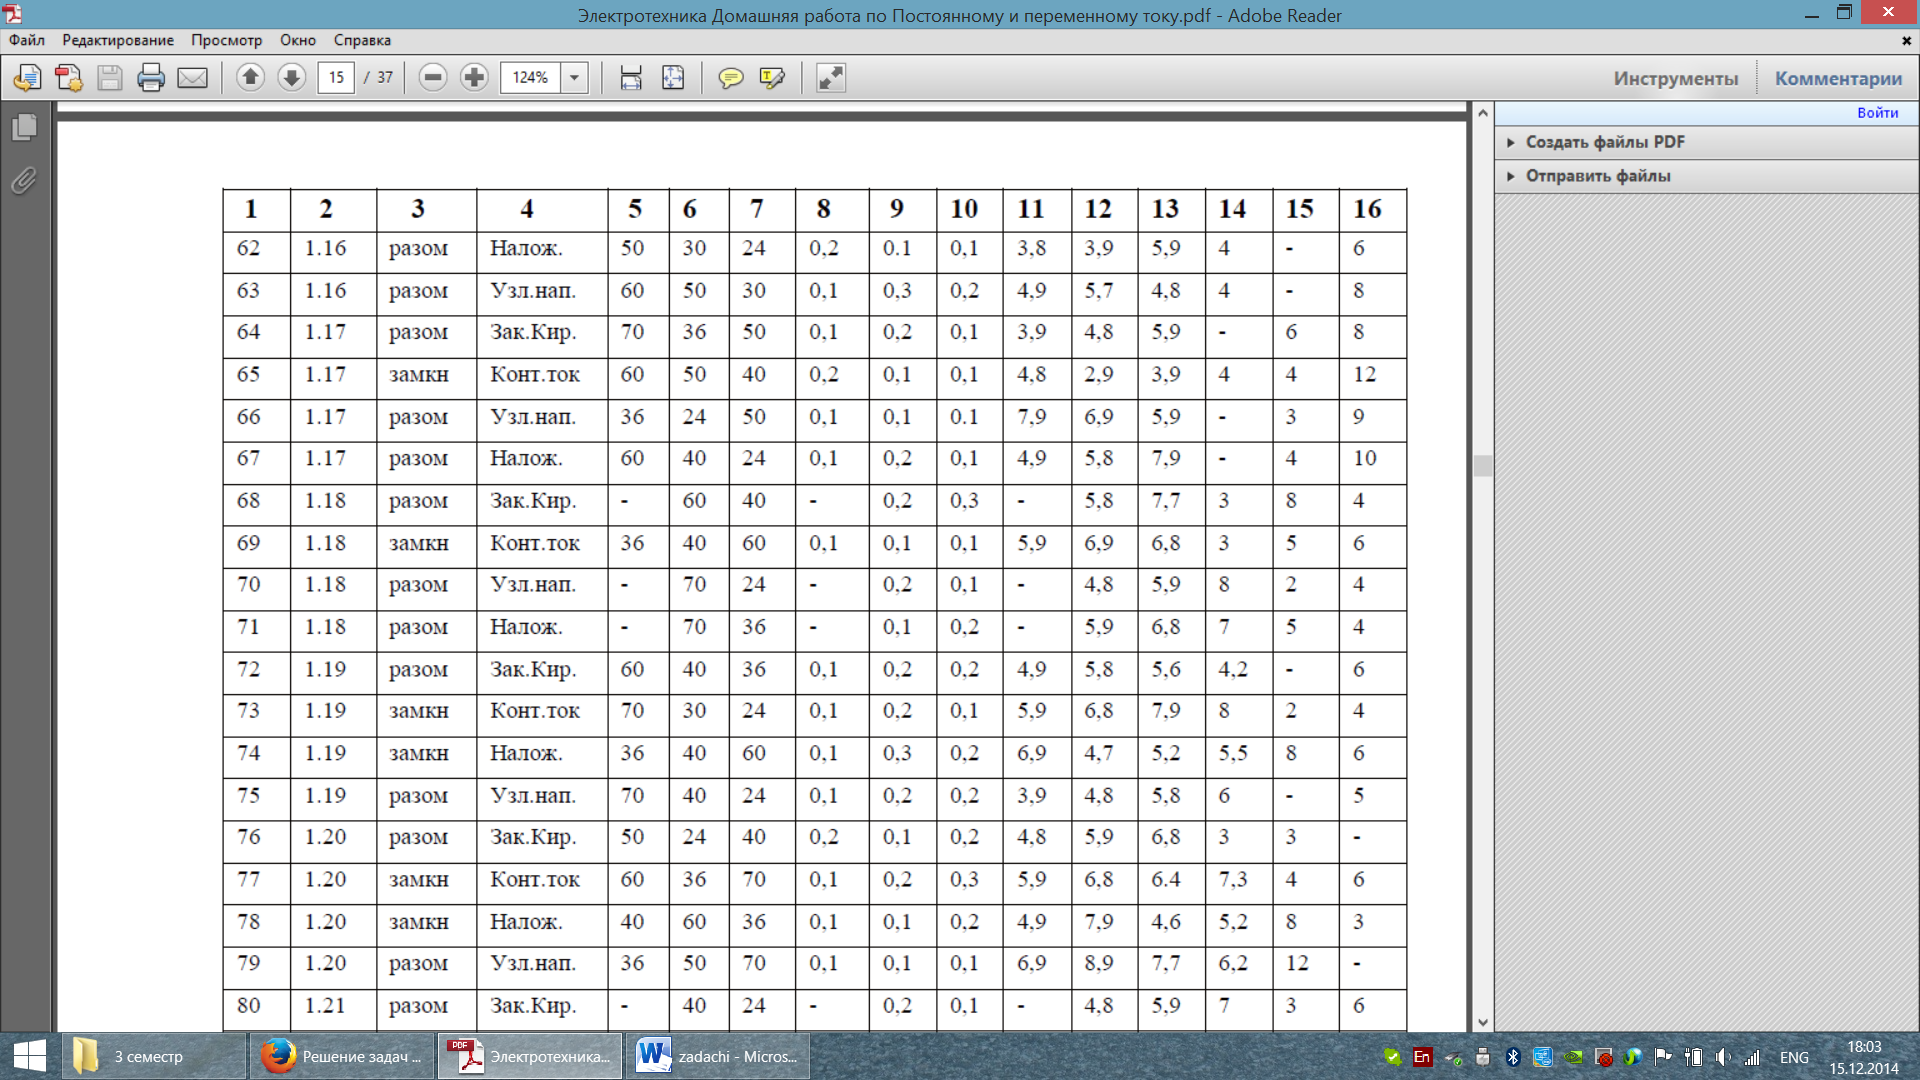 Электротехника Домашняя работа по Постоянному и переменному току.pdf - Adobe Reader
Файл Редактирование Просмотр Окно Справка
15 / 37 124% Инструменты Комментарии
Войти
Создать файлы PDF
Отправить файлы
1 2 3 4 5 6 7 8 9 10 11 12 13 14 15 16
62 1.16 разом Налож. 50 30 24 0,2 0.1 0,1 3,8 3,9 5,9 4 - 6
63 1.16 разом Узл.нап. 60 50 30 0,1 0,3 0,2 4,9 5,7 4,8 4 - 8
64 1.17 разом Зак.Кир. 70 36 50 0,1 0,2 0,1 3,9 4,8 5,9 - 6 8
65 1.17 замкн Конт.ток 60 50 40 0,2 0,1 0,1 4,8 2,9 3,9 4 4 12
66 1.17 разом Узл.нап. 36 24 50 0,1 0,1 0.1 7,9 6,9 5,9 - 3 9
67 1.17 разом Налож. 60 40 24 0,1 0,2 0,1 4,9 5,8 7,9 - 4 10
68 1.18 разом Зак.Кир. - 60 40 - 0,2 0,3 - 5,8 7,7 3 8 4
69 1.18 замкн Конт.ток 36 40 60 0,1 0,1 0,1 5,9 6,9 6,8 3 5 6
70 1.18 разом Узл.нап. - 70 24 - 0,2 0,1 - 4,8 5,9 8 2 4
71 1.18 разом Налож. - 70 36 - 0,1 0,2 - 5,9 6,8 7 5 4
72 1.19 разом Зак.Кир. 60 40 36 0,1 0,2 0,2 4,9 5,8 5,6 4,2 - 6
73 1.19 замкн Конт.ток 70 30 24 0,1 0,2 0,1 5,9 6,8 7,9 8 2 4
74 1.19 замкн Налож. 36 40 60 0,1 0,3 0,2 6,9 4,7 5,2 5,5 8 6
75 1.19 разом Узл.нап. 70 40 24 0,1 0,2 0,2 3,9 4,8 5,8 6 - 5
76 1.20 разом Зак.Кир. 50 24 40 0,2 0,1 0,2 4,8 5,9 6,8 3 3 -
77 1.20 замкн Конт.ток 60 36 70 0,1 0,2 0,3 5,9 6,8 6.4 7,3 4 6
78 1.20 замкн Налож. 40 60 36 0,1 0,1 0,2 4,9 7,9 4,6 5,2 8 3
79 1.20 разом Узл.нап. 36 50 70 0,1 0,1 0,1 6,9 8,9 7,7 6,2 12 -
80 1.21 разом Зак.Кир. - 40 24 - 0,2 0,1 - 4,8 5,9 7 3 6
3 семестр Решение задач ... Электротехника... zadachi - Micros... En ENG 18:03
15.12.2014